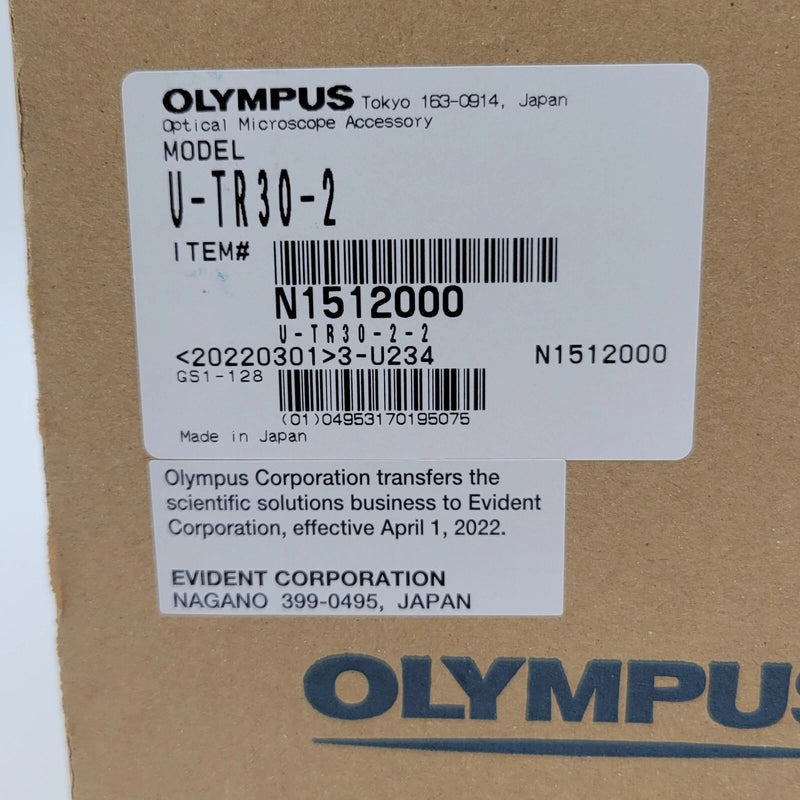 OLYMPUS Tokyo 163-0914, Japan
Optical Microscope Accessory
MODEL
U-TR30-2
ITEM#
N1512000
U-TR30-2-2
<20220301>3-U234 N1512000
GS1-128
(01)04953170195075
Made in Japan
Olympus Corporation transfers the
scientific solutions business to Evident
Corporation, effective April 1, 2022.
EVIDENT CORPORATION
NAGANO 399-0495, JAPAN
OLYMPUS